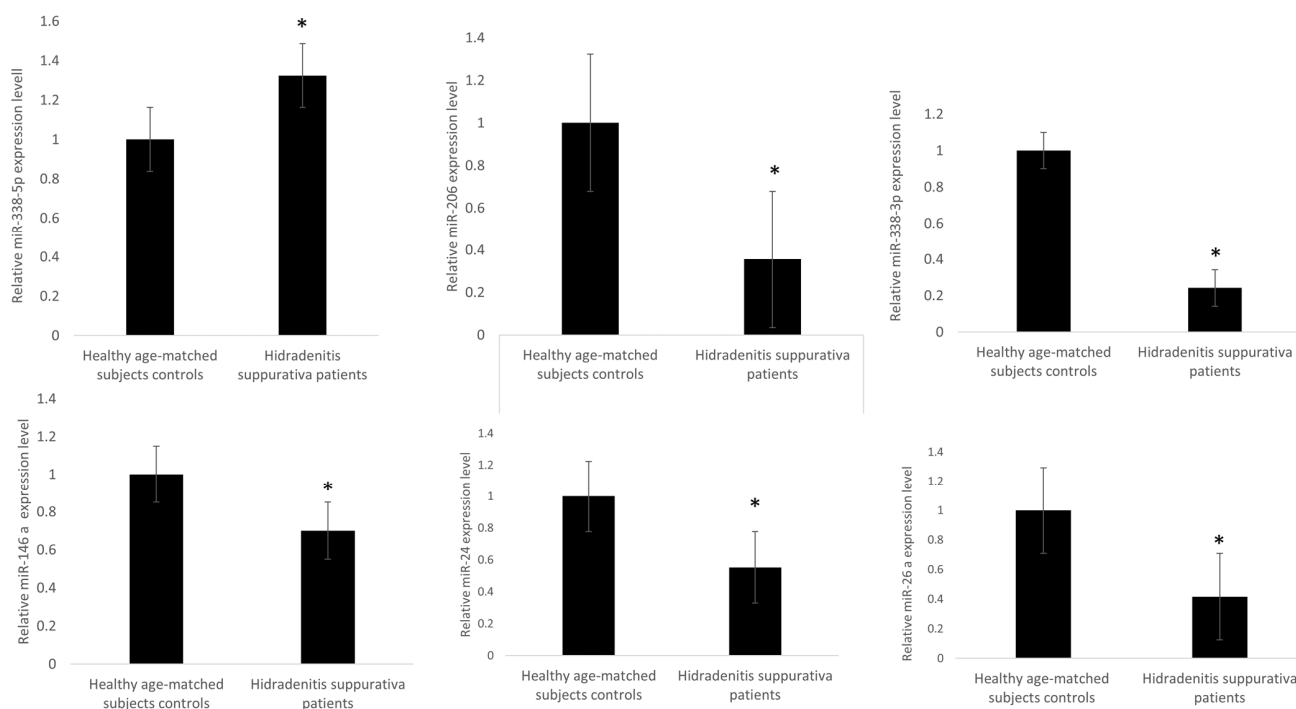 Relative miR-338-5p expression levell
1.6
1.4
1.2
1
0.8
0.6
0.4
0.2
0
*
Healthy age-matched
subjects controls
Hidradenitis
suppurativa patients
Relative miR-206 expression level
1.4
1.2
1
0.8
0.6
0.4
0.2
0
*
Healthy age-matched
subjects controls
Hidradenitis suppurativa
patients
Relative miR-338-3p expression level
1.2
1
0.8
0.6
0.4
0.2
0
*
Healthy age-matched
subjects controls
Hidradenitis suppurativa
patients
Relative miR-146 a expression level
1.4
1.2
1
0.8
0.6
0.4
0.2
0
*
Healthy age-matched
subjects controls
Hidradenitis suppurativa
patients
Relative miR-24 expression level
1.4
1.2
1
0.8
0.6
0.4
0.2
0
*
Healthy age-matched
subjects controls
Hidradenitis suppurativa
patients
Relative miR-26 a expression level
1.4
1.2
1
0.8
0.6
0.4
0.2
0
*
Healthy age-matched
subjects controls
Hidradenitis suppurativa
patients